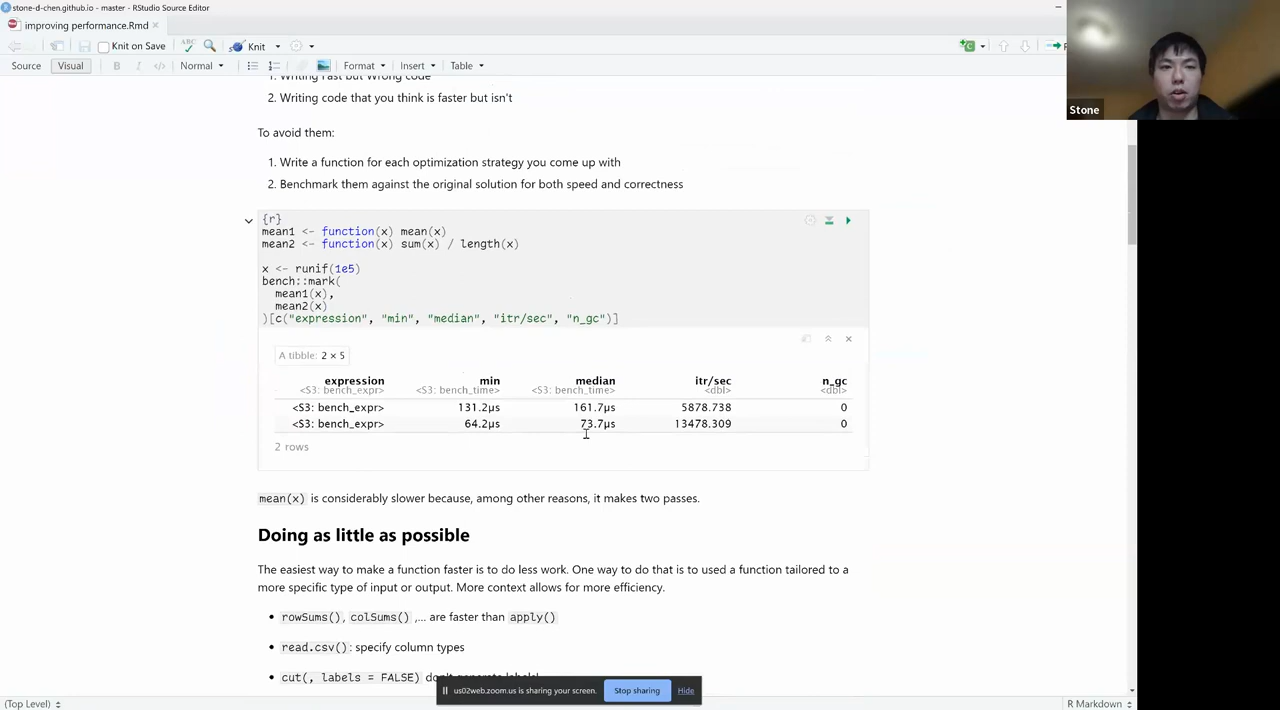 stone-d-chen.github.io - master - RStudio Source Editor
improving performance.Rmd
Knit on Save
ABC
Knit
Source Visual B I </> Normal Format Insert Table
1. Writing Fast but Wrong code
2. Writing code that you think is faster but isn't
To avoid them:
1. Write a function for each optimization strategy you come up with
2. Benchmark them against the original solution for both speed and correctness
{r}
mean1 <- function(x) mean(x)
mean2 <- function(x) sum(x) / length(x)
x <- runif(1e5)
bench::mark(
mean1(x),
mean2(x)
)[c("expression", "min", "median", "itr/sec", "n_gc")]
A tibble: 2 × 5
expression min median itr/sec n_gc
<S3: bench_expr> <S3: bench_time> <S3: bench_time> <dbl> <dbl>
<S3: bench_expr> 131.2µs 161.7µs 5878.738 0
<S3: bench_expr> 64.2µs 73.7µs 13478.309 0
2 rows
mean(x) is considerably slower because, among other reasons, it makes two passes.
Doing as little as possible
The easiest way to make a function faster is to do less work. One way to do that is to used a function tailored to a
more specific type of input or output. More context allows for more efficiency.
• rowSums(), colSums() ,... are faster than apply()
• read.csv(): specify column types
• cut(, labels = FALSE)
us02web.zoom.us is sharing your screen. Stop sharing Hide
(Top Level) R Markdown
Stone